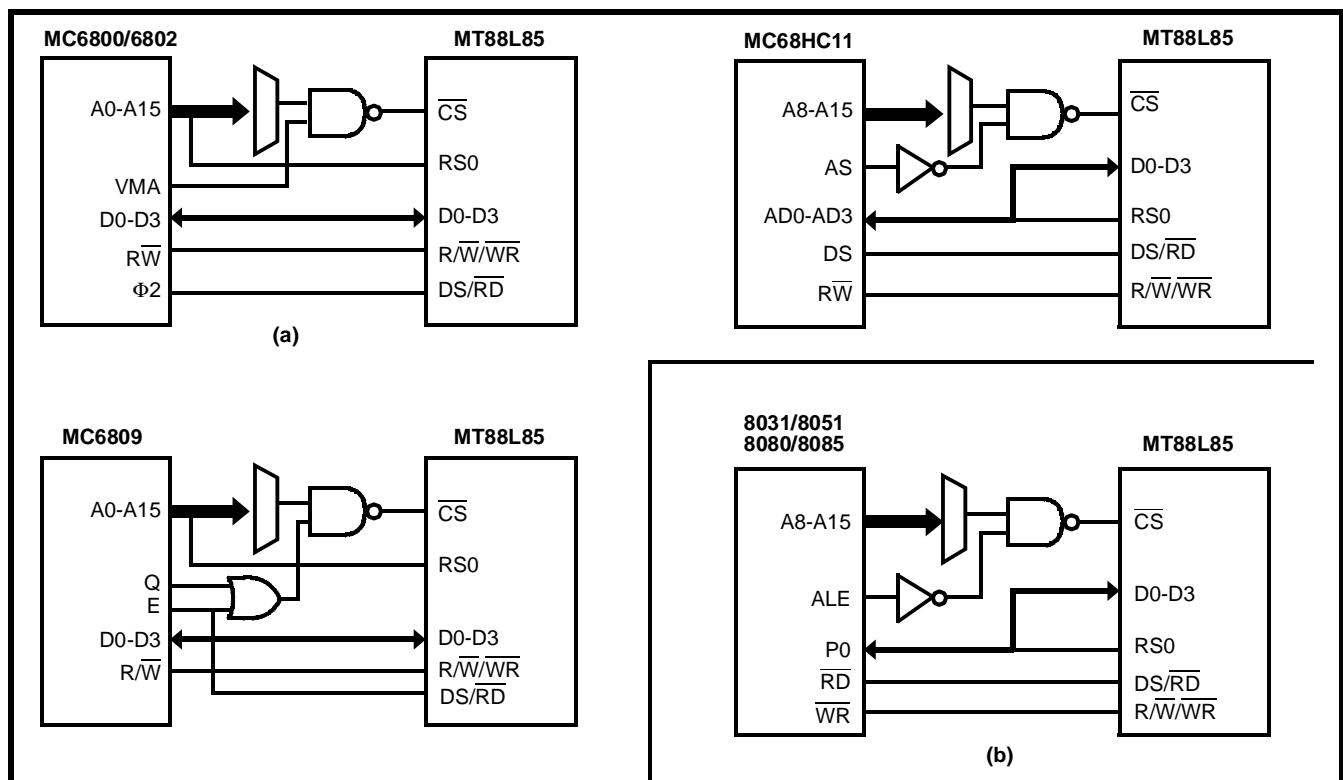 MC6800/6802
MT88L85
A0-A15
CS
RS0
VMA
D0-D3
D0-D3
RW
R/W/WR
Φ2
DS/RD
(a)
MC68HC11
MT88L85
A8-A15
CS
AS
D0-D3
AD0-AD3
RS0
DS
DS/RD
RW
R/W/WR
MC6809
MT88L85
A0-A15
CS
RS0
Q
E
D0-D3
D0-D3
R/W
R/W/WR
DS/RD
8031/8051
8080/8085
MT88L85
A8-A15
CS
ALE
D0-D3
P0
RS0
RD
DS/RD
WR
R/W/WR
(b)